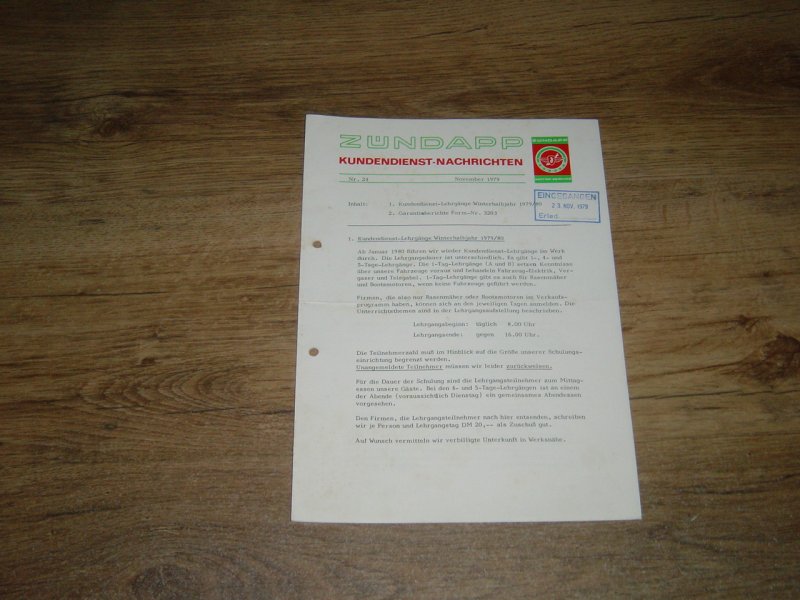 ZÜNDAPP
KUNDENDIENST-NACHRICHTEN
ZÜNDAPP
Nr. 24 November 1979
Inhalt: 1. Kundendienst-Lehrgänge Winterhalbjahr 1979/80
2. Garantieberichte Form-Nr. 3203
EINGEGANGEN
23. NOV. 1979
Erled.
1. Kundendienst-Lehrgänge Winterhalbjahr 1979/80
Ab Januar 1980 führen wir wieder Kundendienst-Lehrgänge im Werk
durch. Die Lehrgangsdauer ist unterschiedlich. Es gibt 1-, 4- und
5-Tage-Lehrgänge. Die 1-Tag-Lehrgänge (A und B) setzen Kenntnisse
über unsere Fahrzeuge voraus und behandeln Fahrzeug-Elektrik, Ver-
gaser und Teleskopgabel. 1-Tag-Lehrgänge gibt es auch für Rasenmäher
und Bootsmotoren, wenn keine Fahrzeuge geführt werden.
Firmen, die also nur Rasenmäher oder Bootsmotoren im Verkaufs-
programm haben, können sich an den jeweiligen Tagen anmelden. Die
Unterrichtsthemen sind in der Lehrgangsaufstellung beschrieben.
Lehrgangsbeginn: täglich 8.00 Uhr
Lehrgangsende: gegen 16.00 Uhr.
Die Teilnehmerzahl muß im Hinblick auf die Größe unserer Schulungs-
einrichtung begrenzt werden.
Unangemeldete Teilnehmer müssen wir leider zurückweisen.
Für die Dauer der Schulung sind die Lehrgangsteilnehmer zum Mittag-
essen unsere Gäste. Bei den 4- und 5-Tage-Lehrgängen ist an einem
der Abende (voraussichtlich Dienstag) ein gemeinsames Abendessen
vorgesehen.
Den Firmen, die Lehrgangsteilnehmer nach hier entsenden, schreiben
wir je Person und Lehrgangstag DM 20,-- als Zuschuß gut.
Auf Wunsch vermitteln wir verbilligte Unterkunft in Werksnähe.